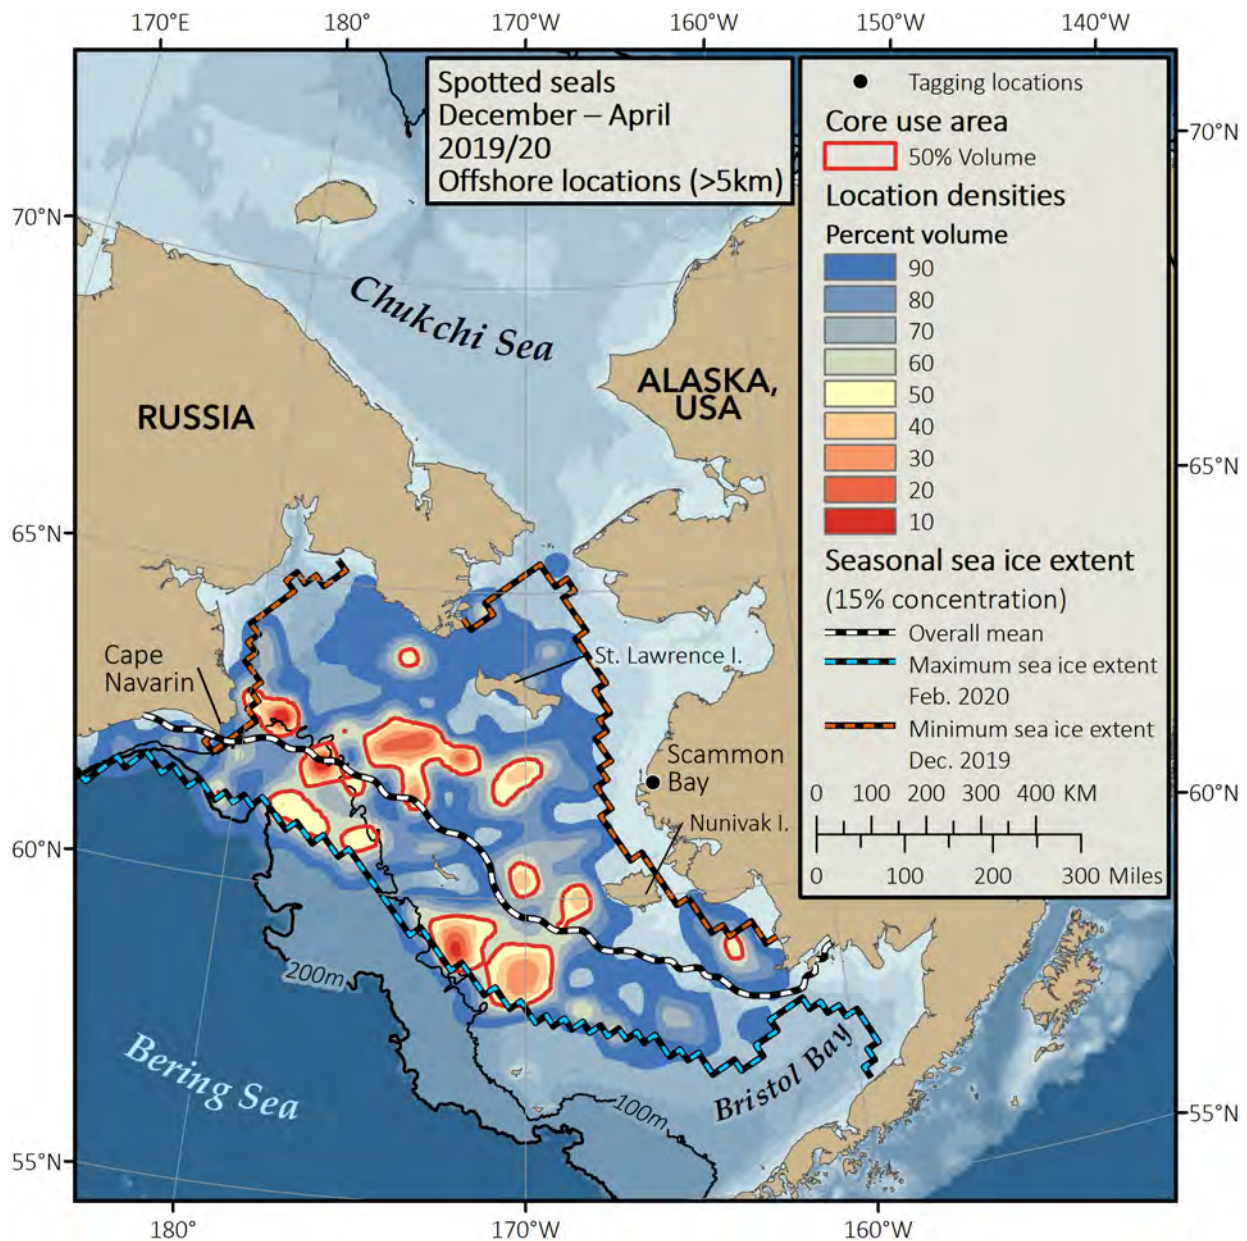 170°E
180°
170°W
160°W
150°W
140°W
Spotted seals
December – April
2019/20
Offshore locations (>5km)
Tagging locations
Core use area
50% Volume
Location densities
Percent volume
90
80
70
60
50
40
30
20
10
Seasonal sea ice extent
(15% concentration)
Overall mean
Maximum sea ice extent
Feb. 2020
Minimum sea ice extent
Dec. 2019
0 100 200 300 400 KM
0 100 200 300 Miles
70°N
65°N
60°N
55°N
70°N
65°N
60°N
55°N
Chukchi Sea
RUSSIA
ALASKA,
USA
Cape
Navarin
St. Lawrence I.
Scammon
Bay
Nunivak I.
200m
100m
Bering Sea
Bristol Bay
180°
170°W
160°W